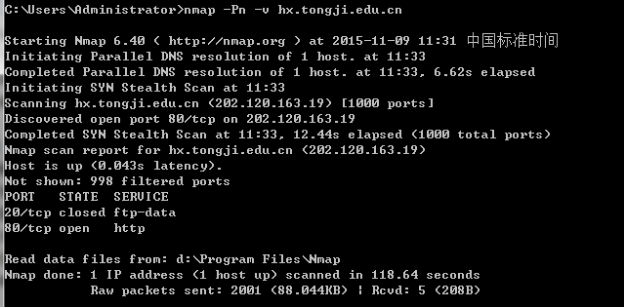 C:\Users\Administrator>nmap -Pn -v hx.tongji.edu.cn
Starting Nmap 6.40 ( http://nmap.org ) at 2015-11-09 11:31 中国标准时间
Initiating Parallel DNS resolution of 1 host. at 11:33
Completed Parallel DNS resolution of 1 host. at 11:33, 6.62s elapsed
Initiating SYN Stealth Scan at 11:33
Scanning hx.tongji.edu.cn (202.120.163.19) [1000 ports]
Discovered open port 80/tcp on 202.120.163.19
Completed SYN Stealth Scan at 11:33, 12.44s elapsed (1000 total ports)
Nmap scan report for hx.tongji.edu.cn (202.120.163.19)
Host is up (0.043s latency).
Not shown: 998 filtered ports
PORT   STATE  SERVICE
20/tcp closed ftp-data
80/tcp open   http
Read data files from: d:\Program Files\Nmap
Nmap done: 1 IP address (1 host up) scanned in 118.64 seconds
Raw packets sent: 2001 (88.044KB) | Rcvd: 5 (208B)